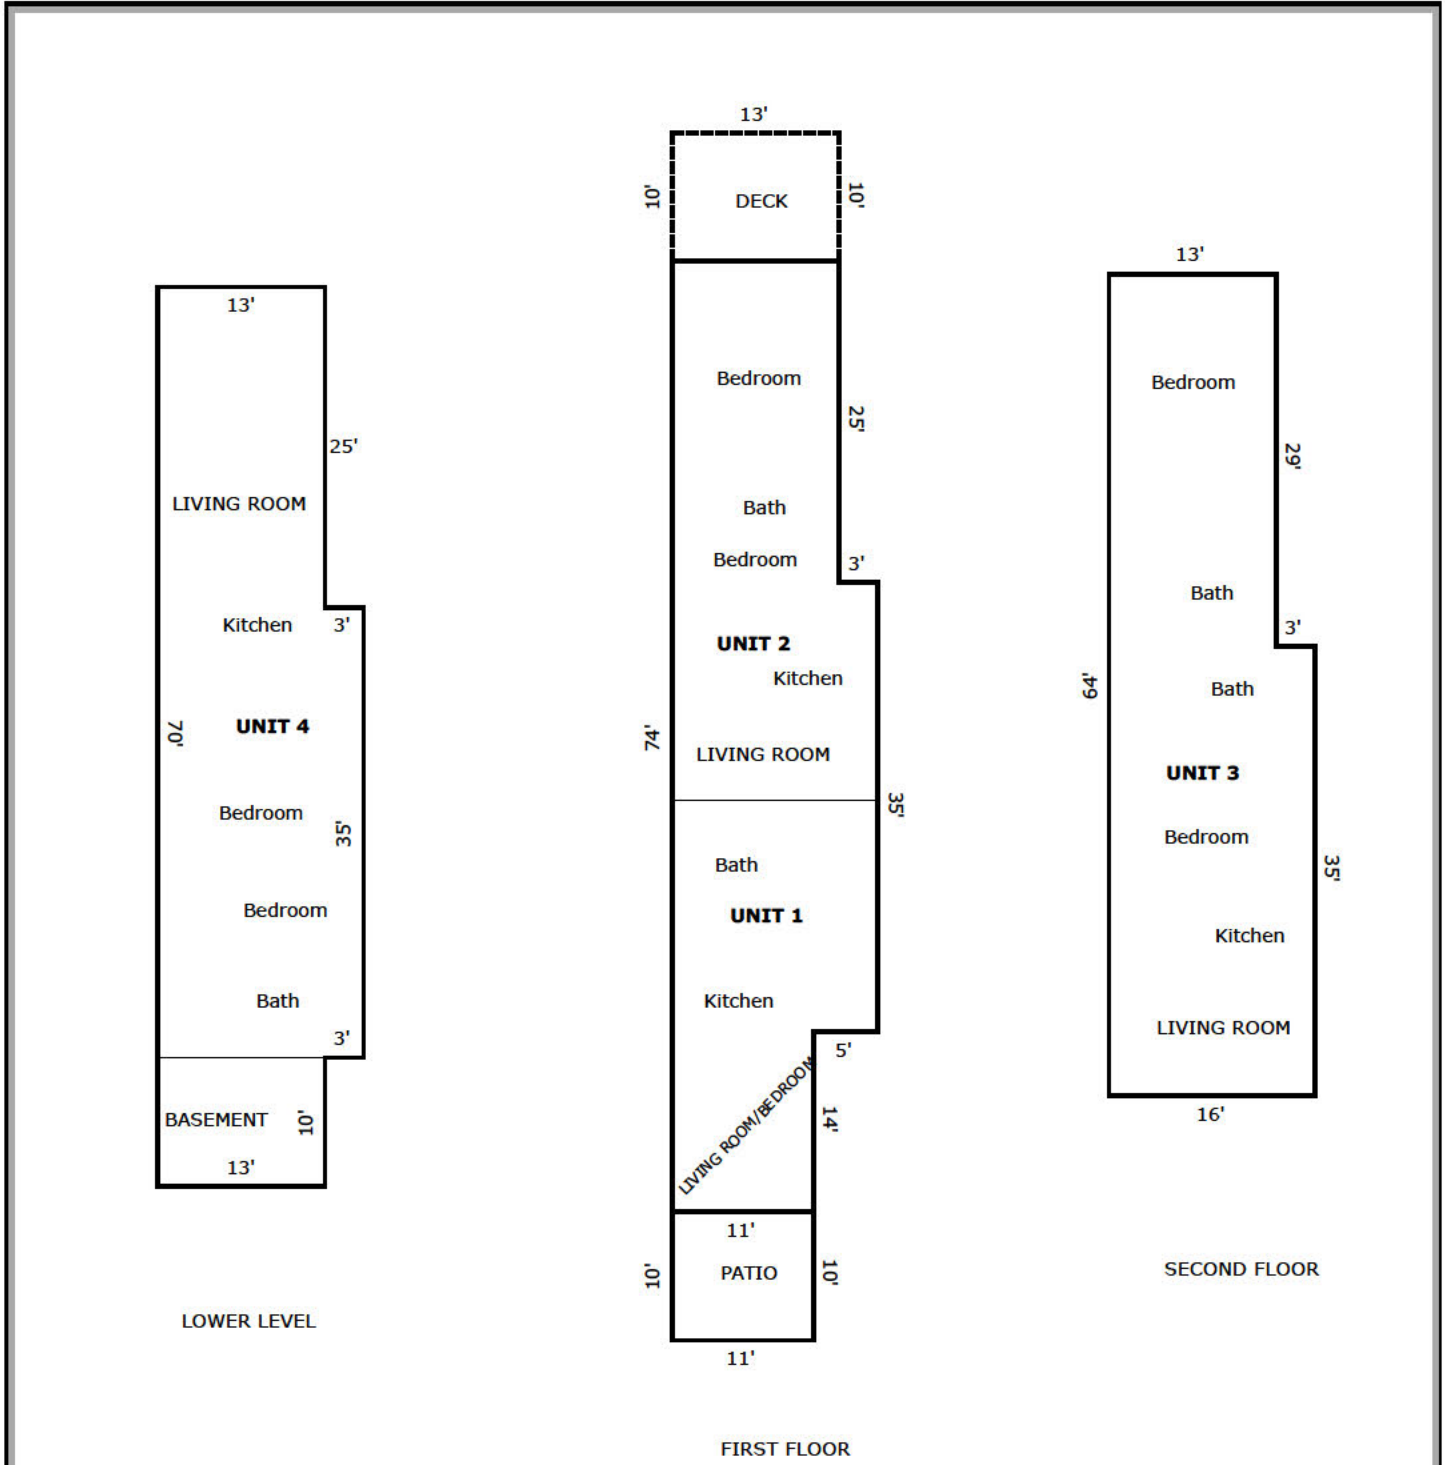 13'
25'
LIVING ROOM
Kitchen
3'
70'
UNIT 4
Bedroom
35'
Bedroom
Bath
3'
BASEMENT
10'
13'
LOWER LEVEL
13'
10'
DECK
10'
Bedroom
25'
Bath
Bedroom
3'
UNIT 2
Kitchen
74'
LIVING ROOM
35'
Bath
UNIT 1
Kitchen
5'
LIVING ROOM/BEDROOM
14'
11'
10'
PATIO
10'
11'
FIRST FLOOR
13'
Bedroom
29'
Bath
3'
64'
Bath
UNIT 3
Bedroom
35'
Kitchen
LIVING ROOM
16'
SECOND FLOOR